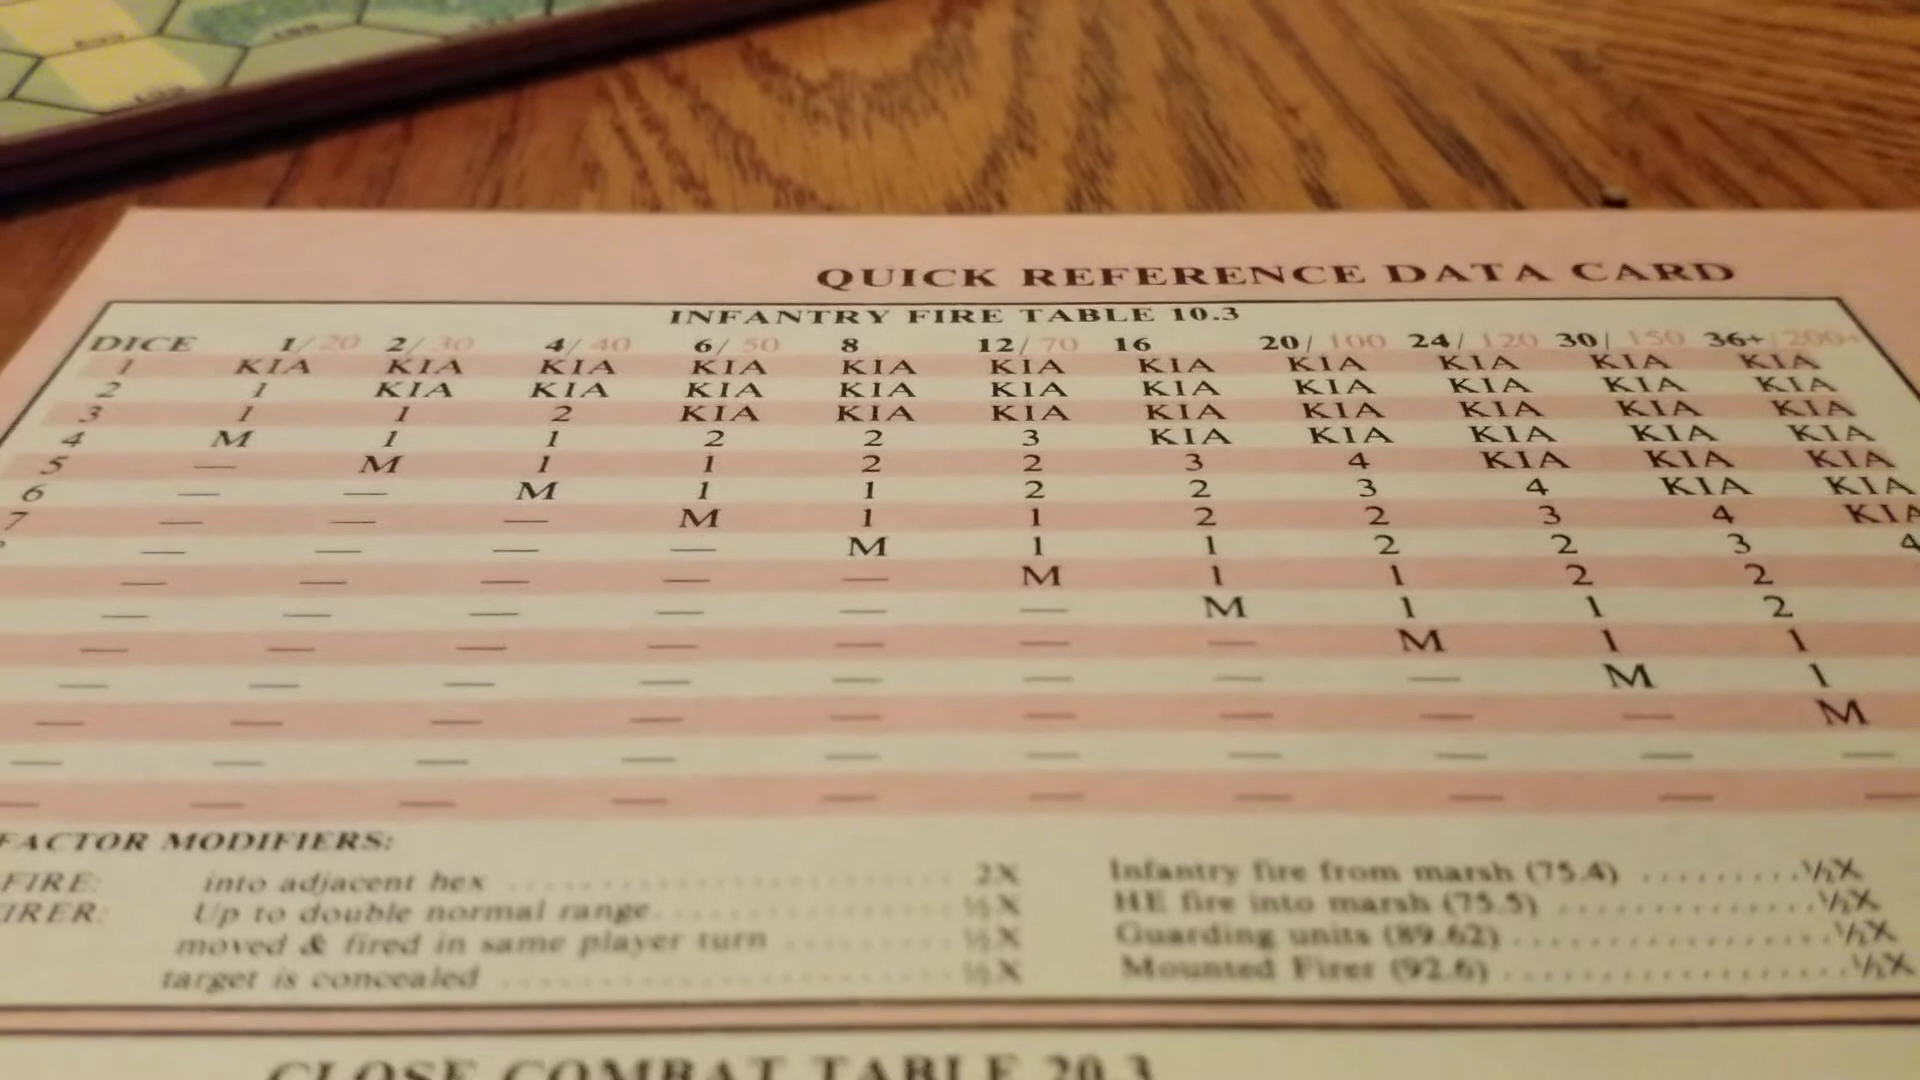 QUICK REFERENCE DATA CARD
INFANTRY FIRE TABLE 10.3
DICE 1/20 2/30 4/40 6/50 8 12/70 16 20/100 24/120 30/150 36+/200+
1 KIA KIA KIA KIA KIA KIA KIA KIA KIA KIA KIA
2 1 KIA KIA KIA KIA KIA KIA KIA KIA KIA KIA
3 1 1 2 KIA KIA KIA KIA KIA KIA KIA KIA
4 M 1 1 2 2 3 KIA KIA KIA KIA KIA
5 — M 1 1 2 2 3 4 KIA KIA KIA
6 — — M 1 1 2 2 3 4 KIA KIA
7 — — — M 1 1 2 2 3 4 KIA
— — — — M 1 1 2 2 3 4
— — — — — M 1 1 2 2
— — — — — — M 1 1 2
— — — — — — — M 1 1
— — — — — — — — M 1
— — — — — — — — — M
— — — — — — — — — —
— — — — — — — — — —
FACTOR MODIFIERS:
FIRE: into adjacent hex 2X
IRER: Up to double normal range ½X
moved & fired in same player turn ½X
target is concealed ½X
Infantry fire from marsh (75.4) ½X
HE fire into marsh (75.5) ½X
Guarding units (89.62) ½X
Mounted Firer (92.6) ½X
CLOSE COMBAT TABLE 20.3